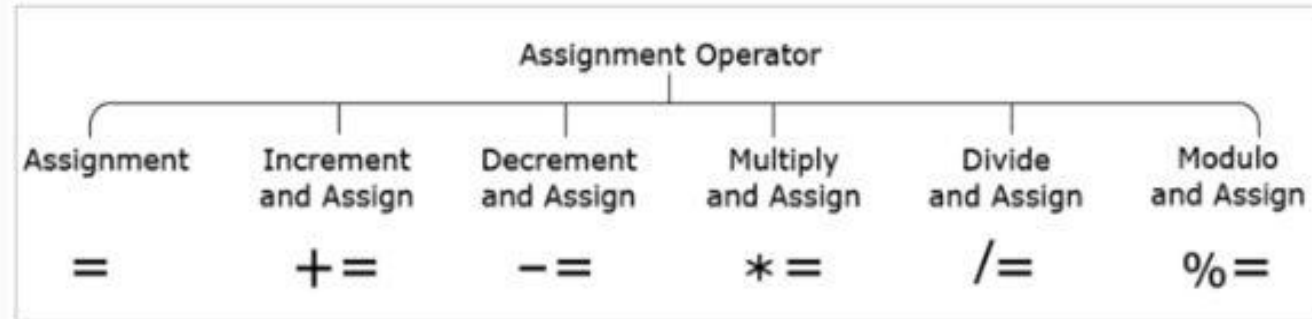 Assignment Operator
Assignment
Increment
and Assign
Decrement
and Assign
Multiply
and Assign
Divide
and Assign
Modulo
and Assign
=
+=
-=
*=
/=
%=